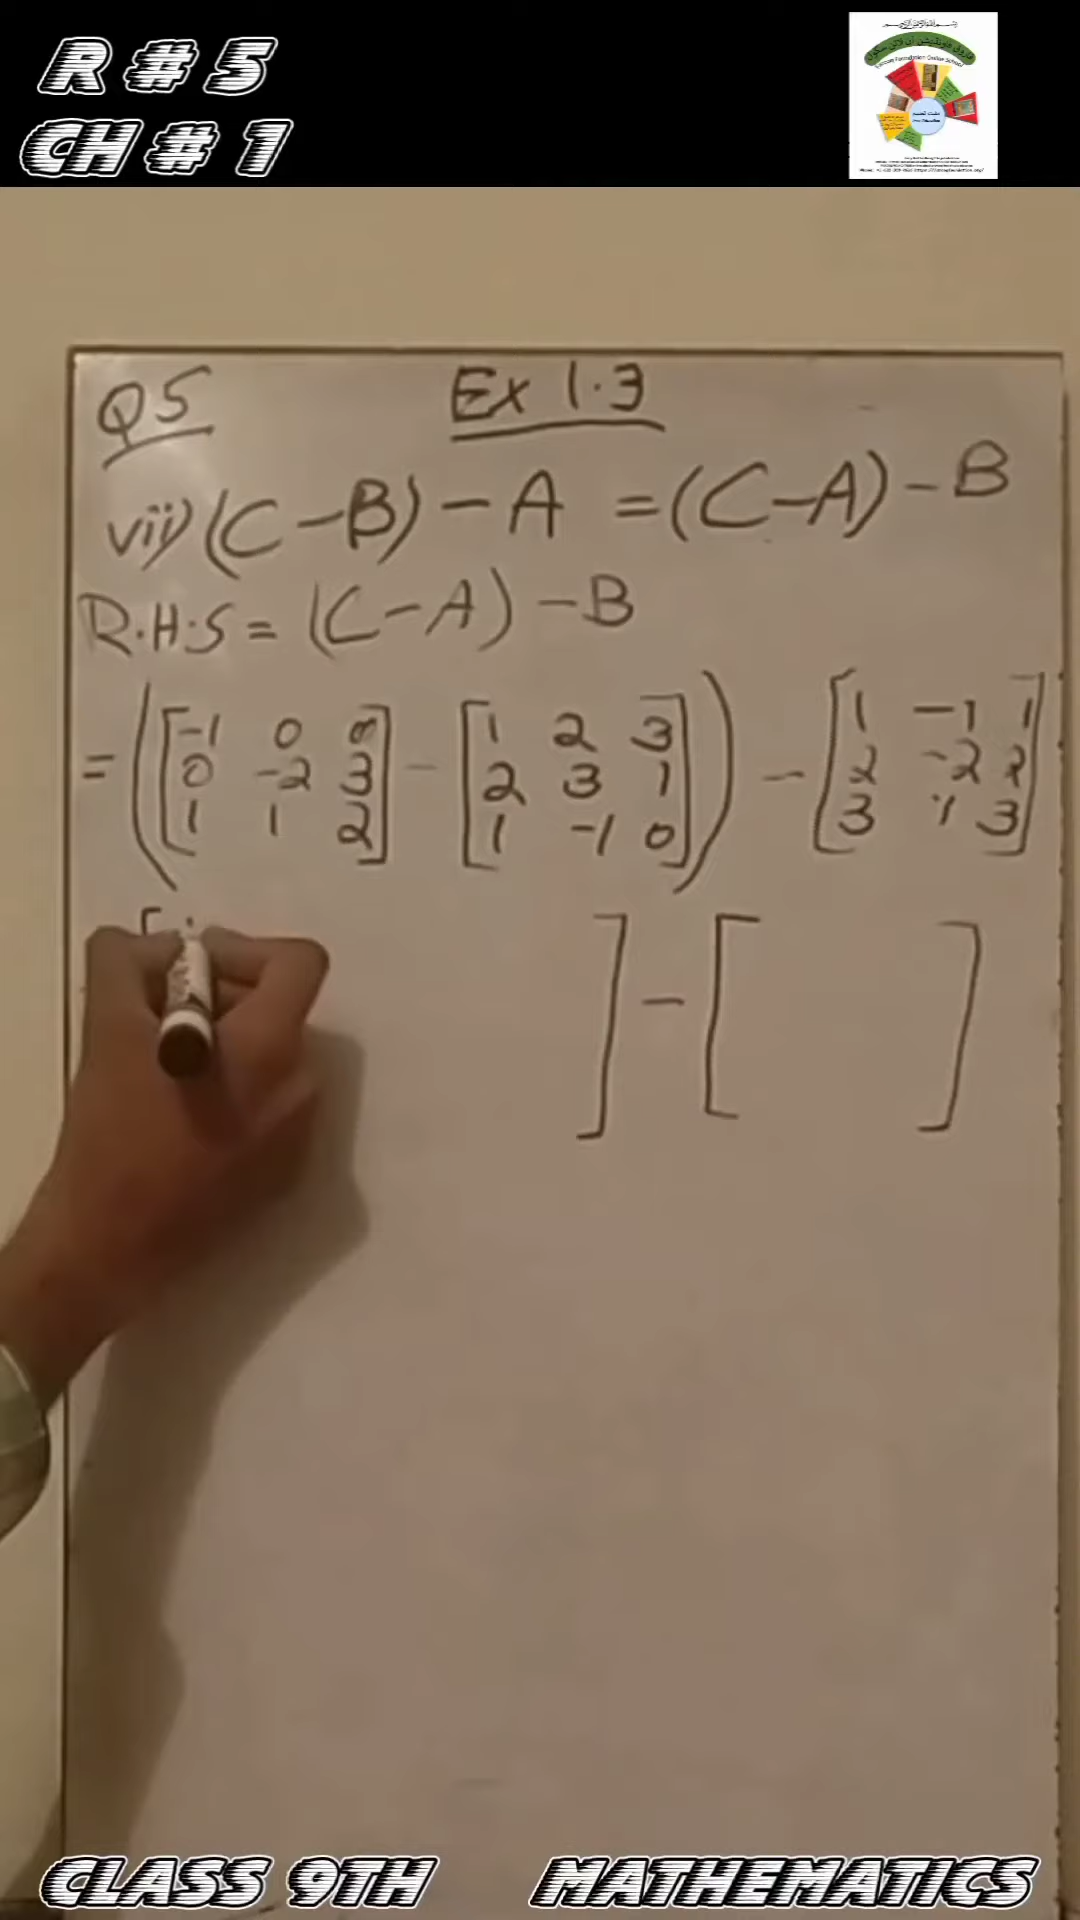 R # 5
CH # 1
Q5 Ex 1.3
vii) (C - B) - A = (C - A) - B
R.H.S = (C - A) - B
= ([-1 0 0] - [1 2 3]) - [1 -1 1]
[0 -2 3] [2 3 1] [2 -2 2]
[1 1 2] [1 -1 0] [3 1 3]
[ ] - [ ]
CLASS 9TH MATHEMATICS